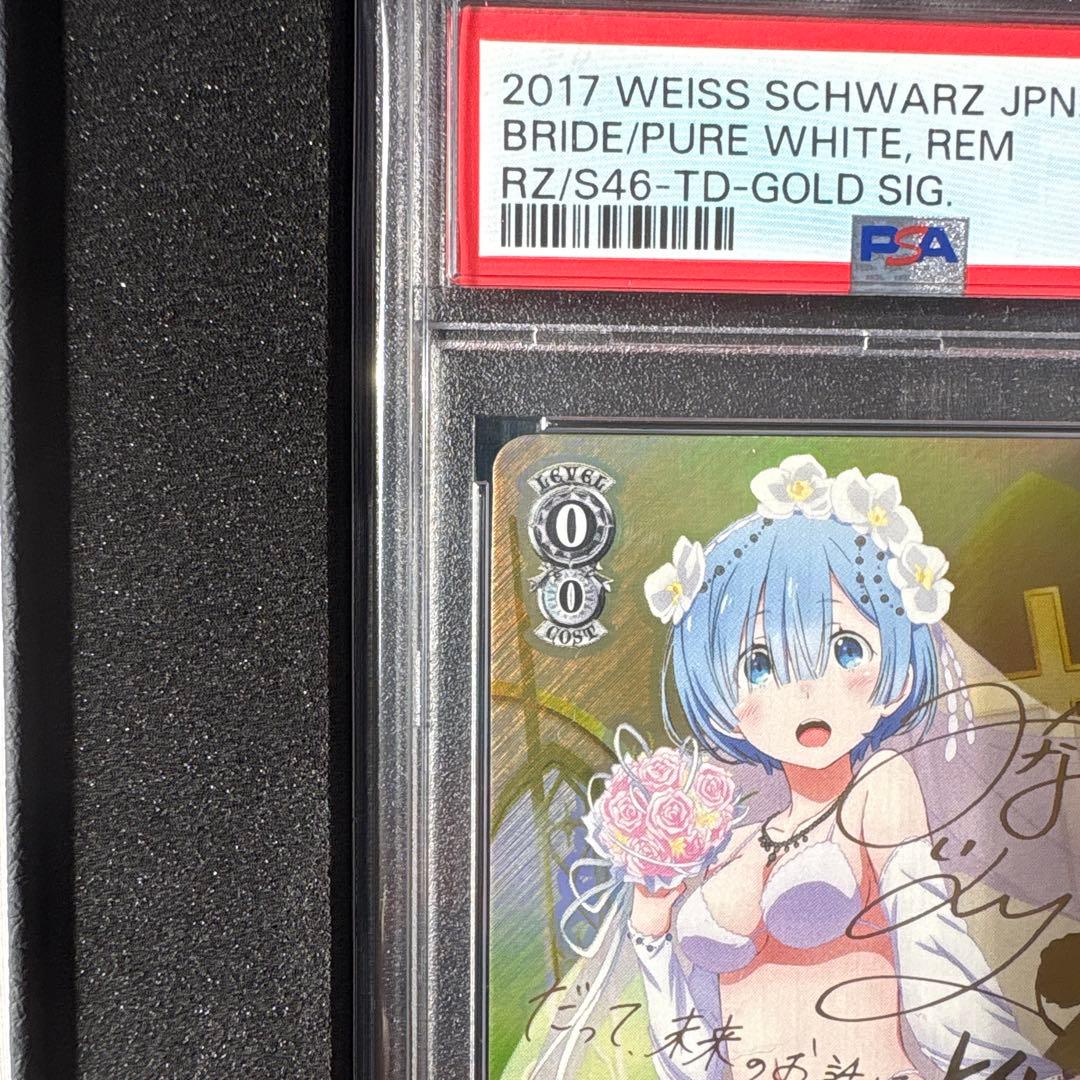 2017 WEISS SCHWARZ JPN.
BRIDE/PURE WHITE, REM
RZ/S46-TD-GOLD SIG.
PSA
LEVEL
0
0
COST
だって、未来
のお